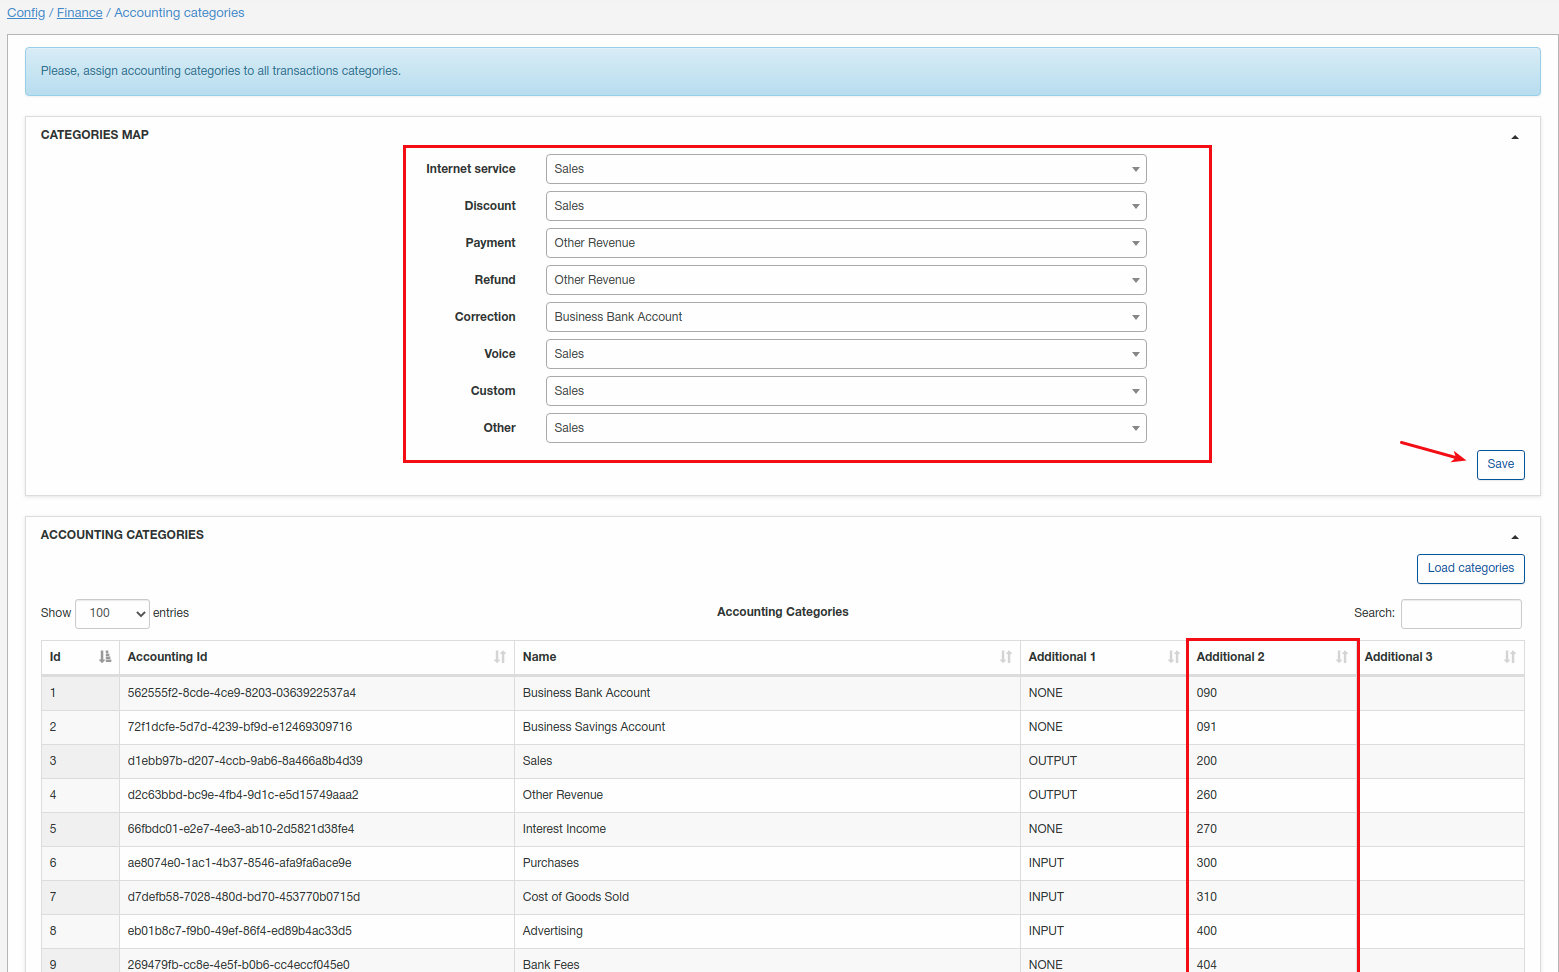 Config / Finance / Accounting categories
Please, assign accounting categories to all transactions categories.
CATEGORIES MAP
Internet service Sales
Discount Sales
Payment Other Revenue
Refund Other Revenue
Correction Business Bank Account
Voice Sales
Custom Sales
Other Sales
Save
ACCOUNTING CATEGORIES
Load categories
Show 100 entries Accounting Categories Search:
Id Accounting Id Name Additional 1 Additional 2 Additional 3
1 562555f2-8cde-4ce9-8203-0363922537a4 Business Bank Account NONE 090
2 72f1dcfe-5d7d-4239-bf9d-e12469309716 Business Savings Account NONE 091
3 d1ebb97b-d207-4ccb-9ab6-8a466a8b4d39 Sales OUTPUT 200
4 d2c63bbd-bc9e-4fb4-9d1c-e5d15749aaa2 Other Revenue OUTPUT 260
5 66fbdc01-e2e7-4ee3-ab10-2d5821d38fe4 Interest Income NONE 270
6 ae8074e0-1ac1-4b37-8546-afa9fa6ace9e Purchases INPUT 300
7 d7defb58-7028-480d-bd70-453770b0715d Cost of Goods Sold INPUT 310
8 eb01b8c7-f9b0-49ef-86f4-ed89b4ac33d5 Advertising INPUT 400
9 269479fb-cc8e-4e5f-b0b6-cc4eccf045e0 Bank Fees NONE 404